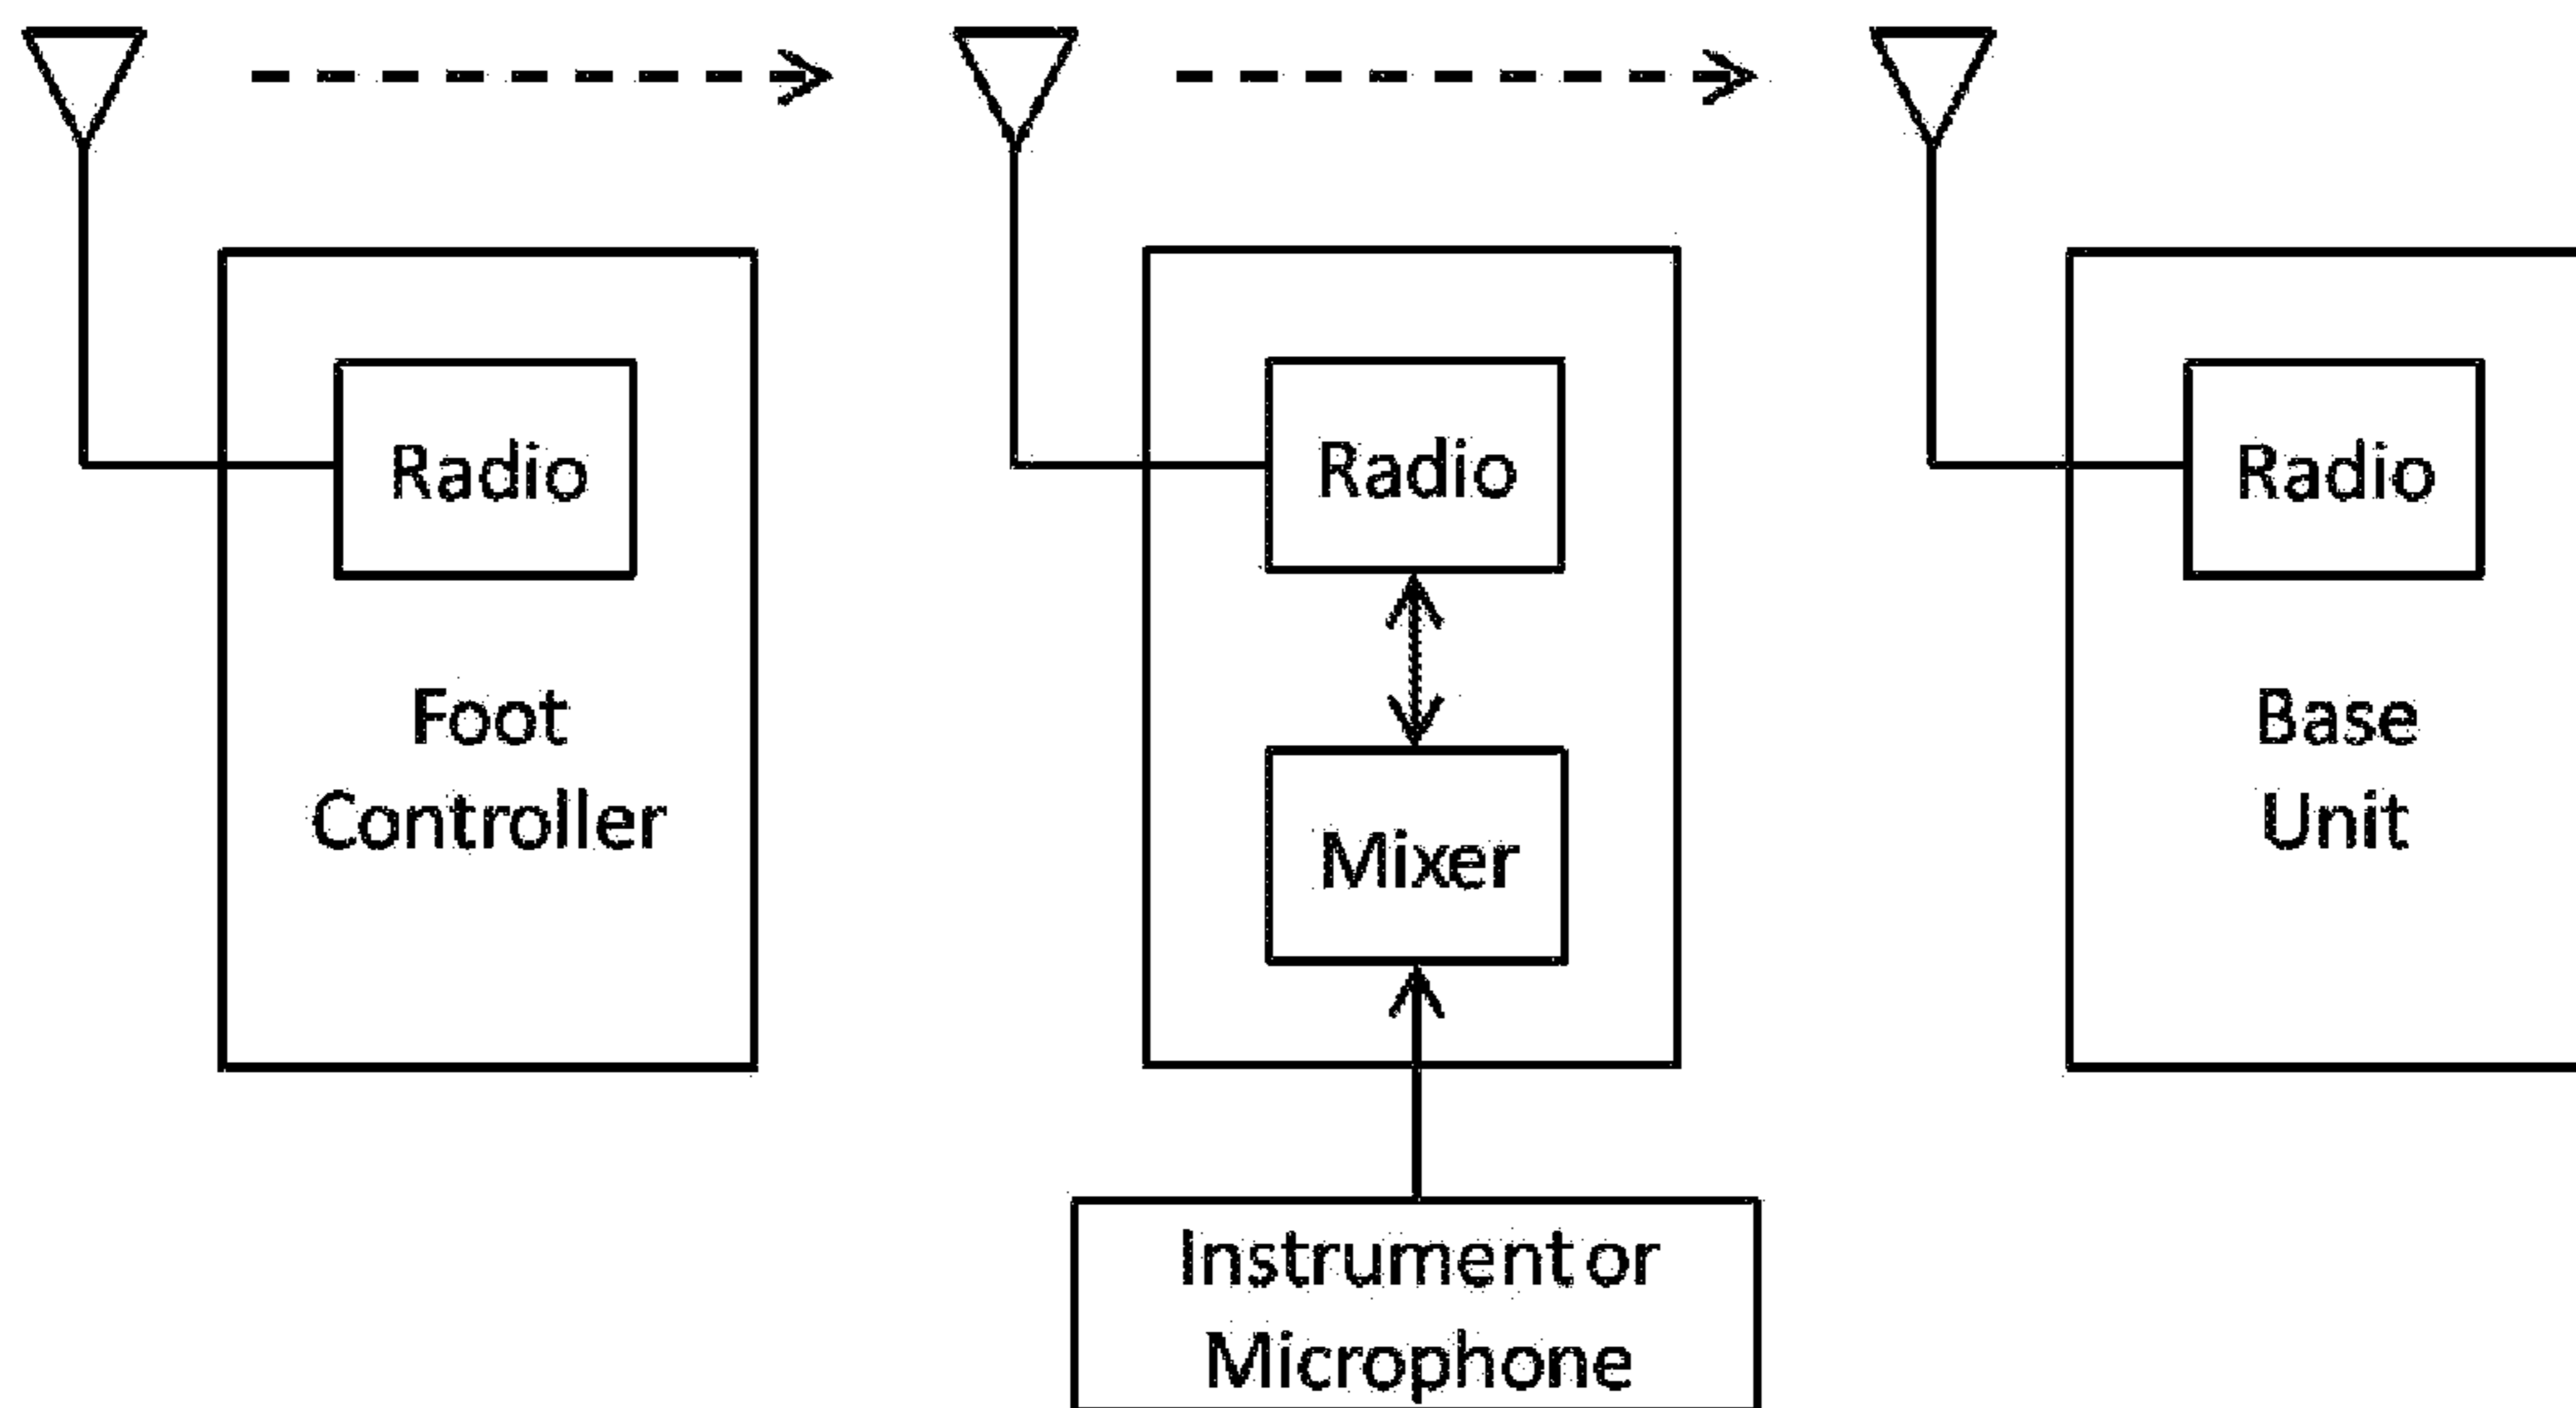 Radio
Foot
Controller
Radio
Mixer
Instrument or
Microphone
Radio
Base
Unit